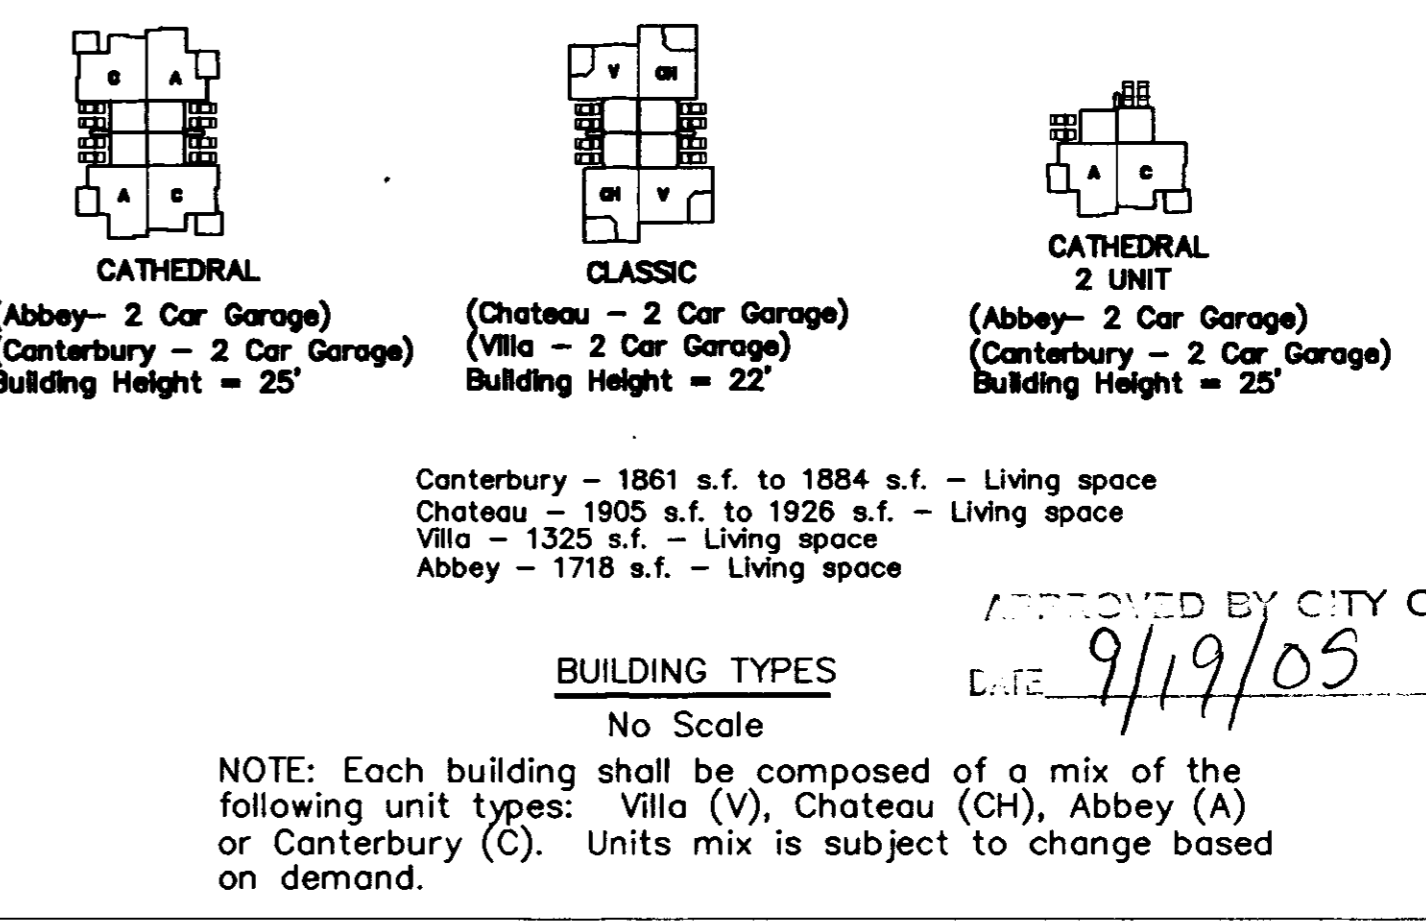 C A
A C
CATHEDRAL
(Abbey- 2 Car Garage)
(Canterbury - 2 Car Garage)
Building Height = 25'
V CH
CH V
CLASSIC
(Chateau - 2 Car Garage)
(Villa - 2 Car Garage)
Building Height = 22'
A C
CATHEDRAL
2 UNIT
(Abbey- 2 Car Garage)
(Canterbury - 2 Car Garage)
Building Height = 25'
Canterbury - 1861 s.f. to 1884 s.f. - Living space
Chateau - 1905 s.f. to 1926 s.f. - Living space
Villa - 1325 s.f. - Living space
Abbey - 1718 s.f. - Living space
APPROVED BY CITY C
DATE 9/19/05
BUILDING TYPES
No Scale
NOTE: Each building shall be composed of a mix of the
following unit types: Villa (V), Chateau (CH), Abbey (A)
or Canterbury (C). Units mix is subject to change based
on demand.